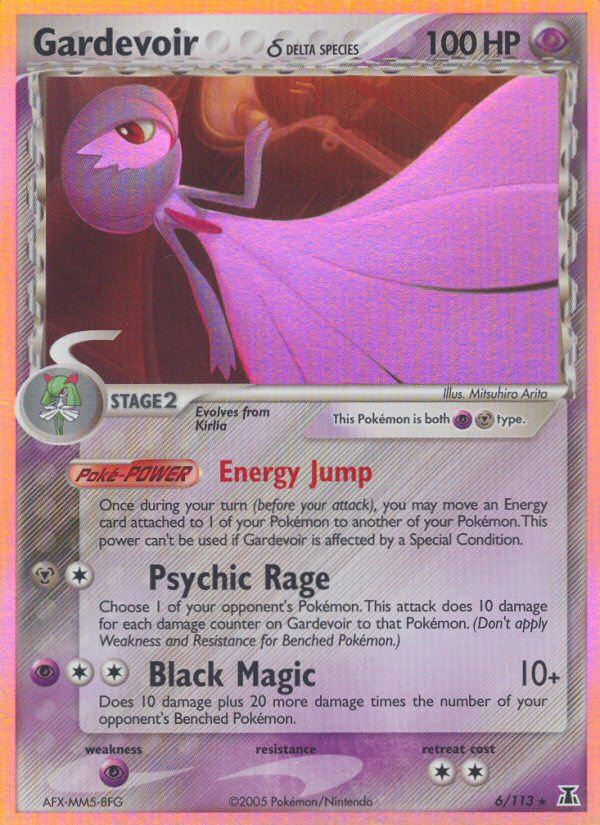 Gardevoir δ DELTA SPECIES 100 HP
Illus. Mitsuhiro Arita
STAGE 2
Evolves from
Kirlia
This Pokémon is both type.
Poké-POWER Energy Jump
Once during your turn (before your attack), you may move an Energy
card attached to 1 of your Pokémon to another of your Pokémon. This
power can't be used if Gardevoir is affected by a Special Condition.
Psychic Rage
Choose 1 of your opponent's Pokémon. This attack does 10 damage
for each damage counter on Gardevoir to that Pokémon. (Don't apply
Weakness and Resistance for Benched Pokémon.)
Black Magic 10+
Does 10 damage plus 20 more damage times the number of your
opponent's Benched Pokémon.
weakness resistance retreat cost
AFX-MM5-8FG ©2005 Pokémon/Nintendo 6/113 ★